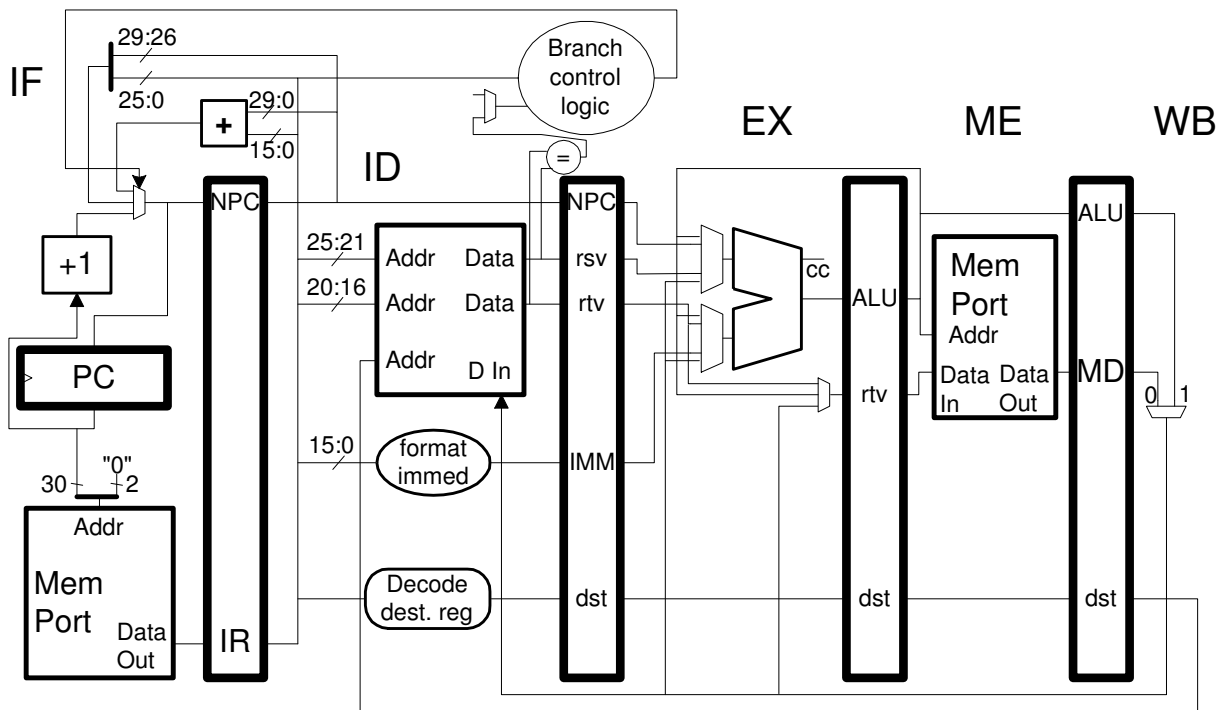 IF
29:26
25:0
+
29:0
15:0
Branch
control
logic
=
ID
EX
ME
WB
NPC
+1
PC
30
"0"
2
Addr
Mem
Port
Data
Out
IR
25:21
20:16
Addr
Data
Addr
Data
Addr
D In
15:0
format
immed
Decode
dest. reg
NPC
rsv
rtv
IMM
dst
cc
ALU
rtv
dst
Mem
Port
Addr
Data
In
Data
Out
ALU
MD
dst
0
1